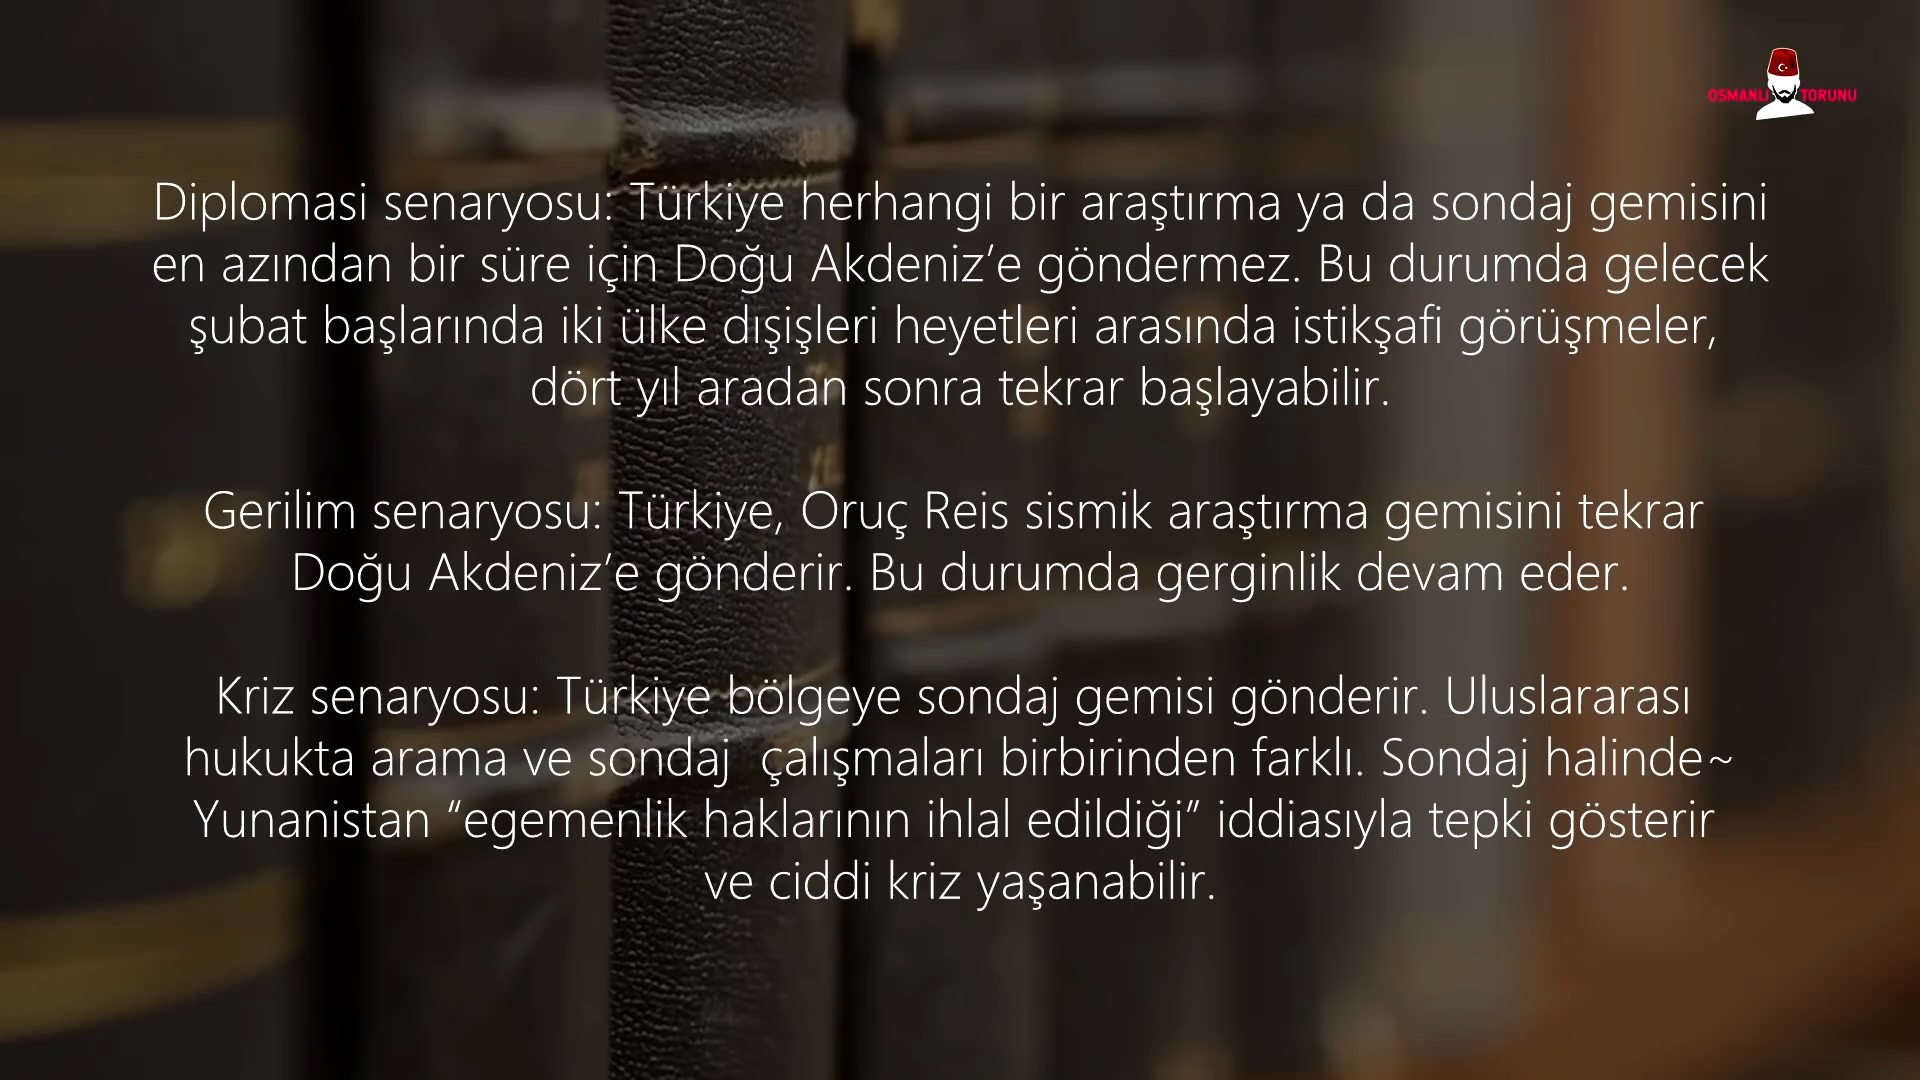 OSMANLI TORUNU
Diplomasi senaryosu: Türkiye herhangi bir araştırma ya da sondaj gemisini
en azından bir süre için Doğu Akdeniz’e göndermez. Bu durumda gelecek
şubat başlarında iki ülke dışişleri heyetleri arasında istikşafi görüşmeler,
dört yıl aradan sonra tekrar başlayabilir.
Gerilim senaryosu: Türkiye, Oruç Reis sismik araştırma gemisini tekrar
Doğu Akdeniz’e gönderir. Bu durumda gerginlik devam eder.
Kriz senaryosu: Türkiye bölgeye sondaj gemisi gönderir. Uluslararası
hukukta arama ve sondaj  çalışmaları birbirinden farklı. Sondaj halinde~
Yunanistan “egemenlik haklarının ihlal edildiği” iddiasıyla tepki gösterir
ve ciddi kriz yaşanabilir.